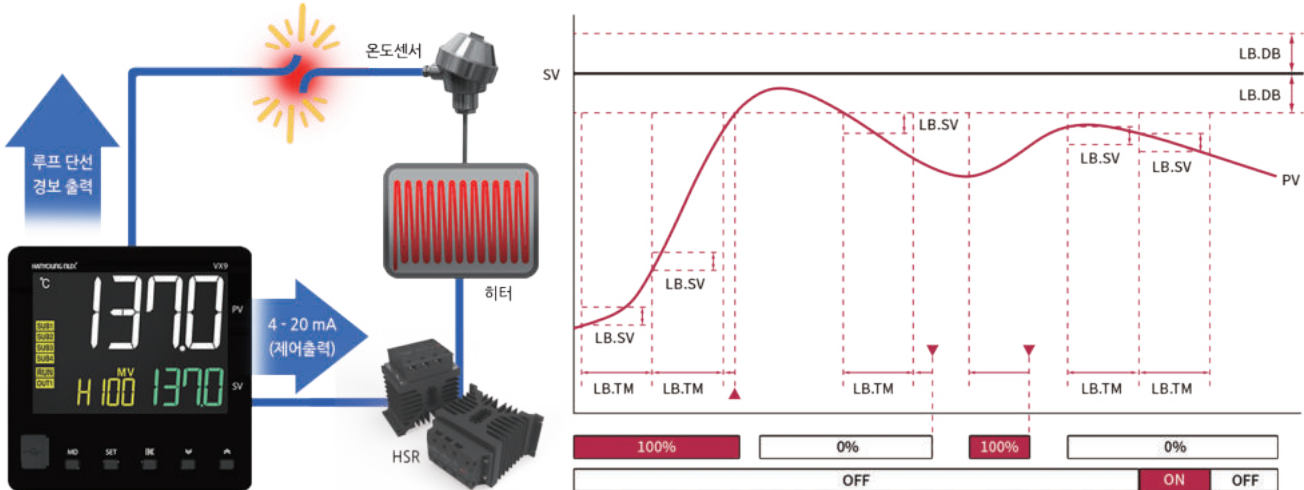 온도센서
루프 단선
경보 출력
HANYOUNG NUX
VX9
℃
137.0
PV
SUB1
SUB2
SUB3
SUB4
RUN
OUT1
MV
H100
137.0
SV
MD
SET
4 - 20 mA
(제어출력)
히터
HSR
SV
LB.DB
LB.DB
LB.SV
LB.SV
LB.SV
LB.SV
LB.SV
PV
LB.TM
LB.TM
LB.TM
LB.TM
LB.TM
100%
0%
100%
0%
OFF
ON
OFF